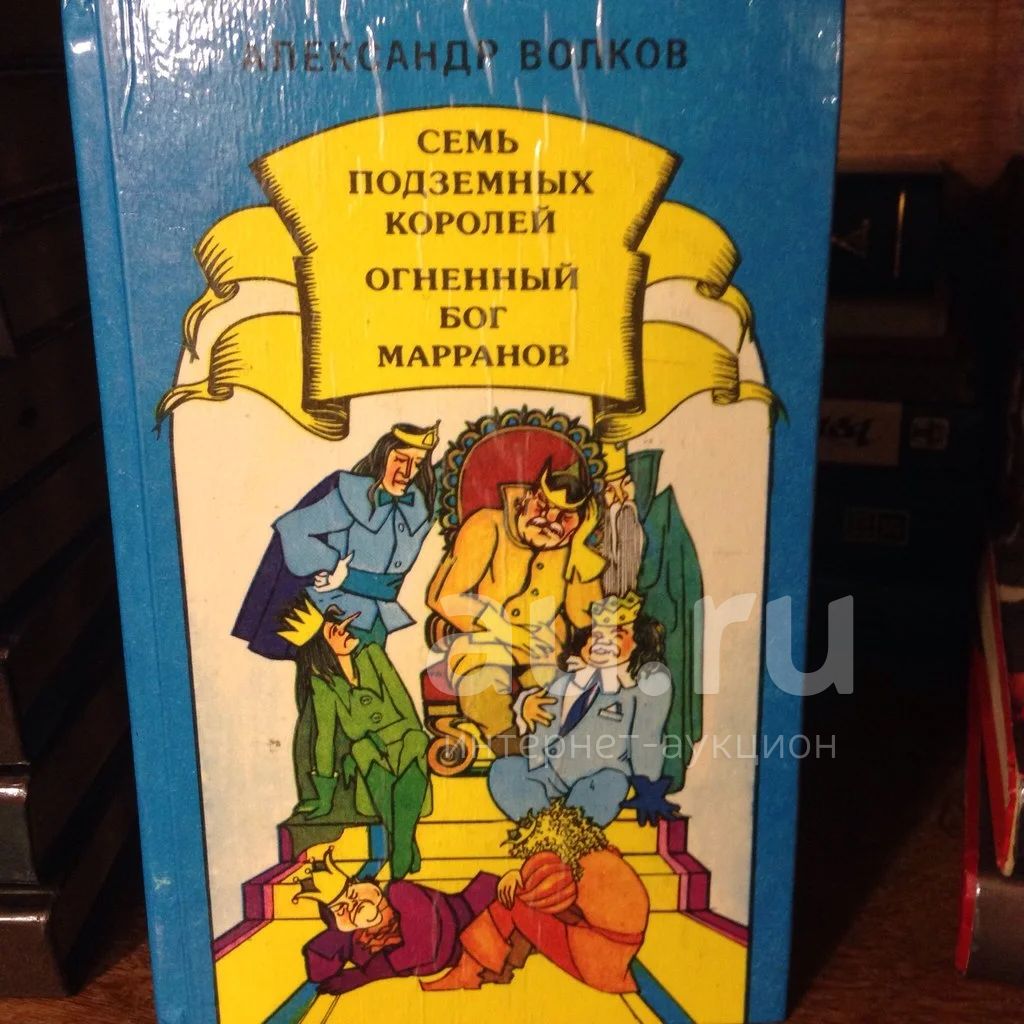 АЛЕКСАНДР ВОЛКОВ
СЕМЬ
ПОДЗЕМНЫХ
КОРОЛЕЙ
ОГНЕННЫЙ
БОГ
МАРРАНОВ
au.ru
интернет-аукцион